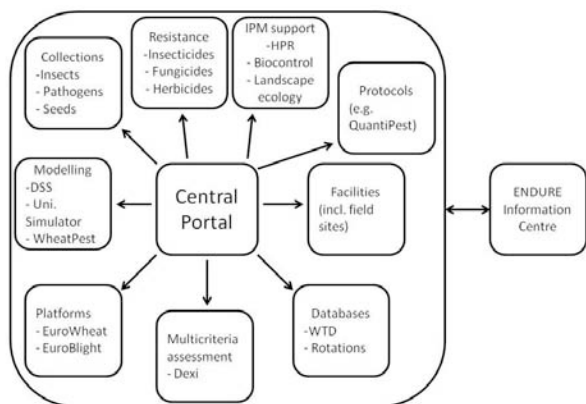 Collections
-Insects
- Pathogens
- Seeds
Resistance
-Insecticides
- Fungicides
- Herbicides
IPM support
-HPR
- Biocontrol
- Landscape
ecology
Protocols
(e.g.
QuantiPest)
Modelling
-DSS
- Uni.
Simulator
- WheatPest
Central
Portal
Facilities
(incl. field
sites)
ENDURE
Information
Centre
Platforms
- EuroWheat
- EuroBlight
Multicriteria
assessment
- Dexi
Databases
-WTD
- Rotations